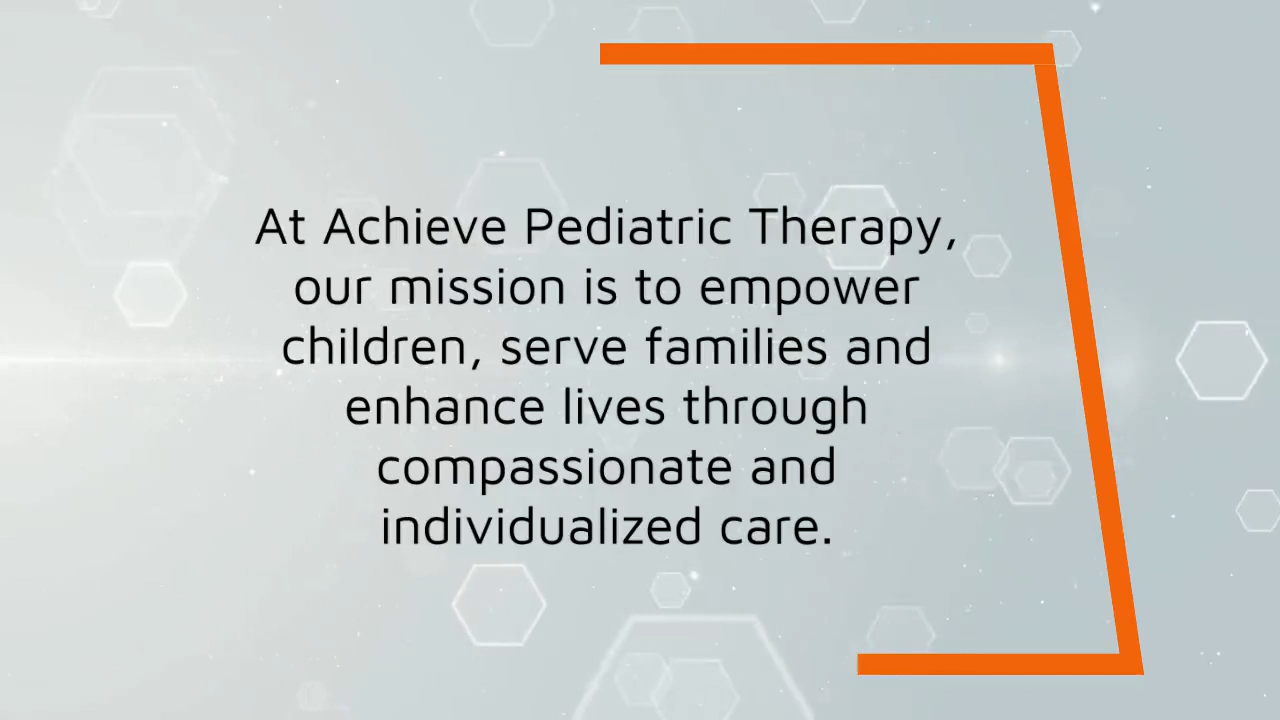 At Achieve Pediatric Therapy,
our mission is to empower
children, serve families and
enhance lives through
compassionate and
individualized care.